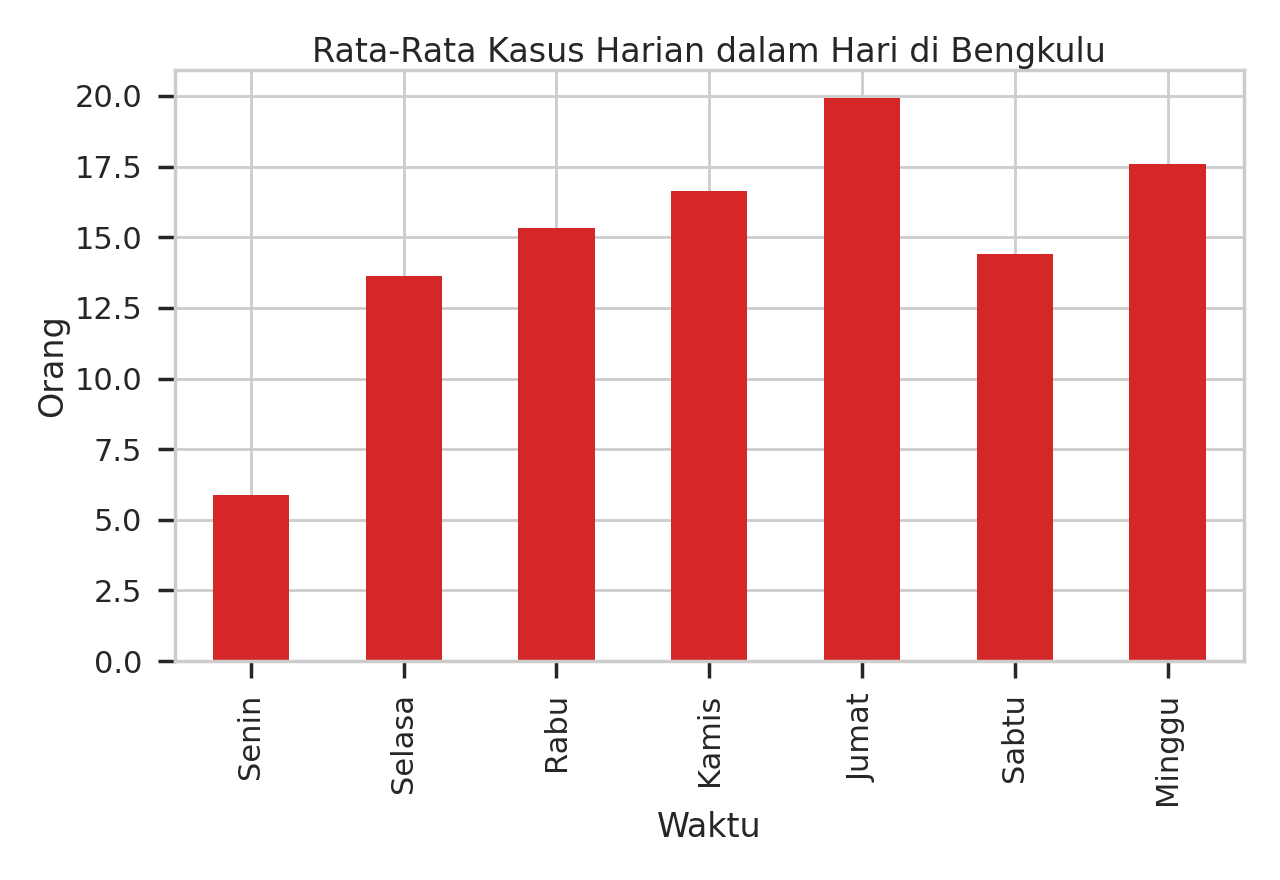 Rata-Rata Kasus Harian dalam Hari di Bengkulu
Orang
20.0
17.5
15.0
12.5
10.0
7.5
5.0
2.5
0.0
Senin
Selasa
Rabu
Kamis
Jumat
Sabtu
Minggu
Waktu